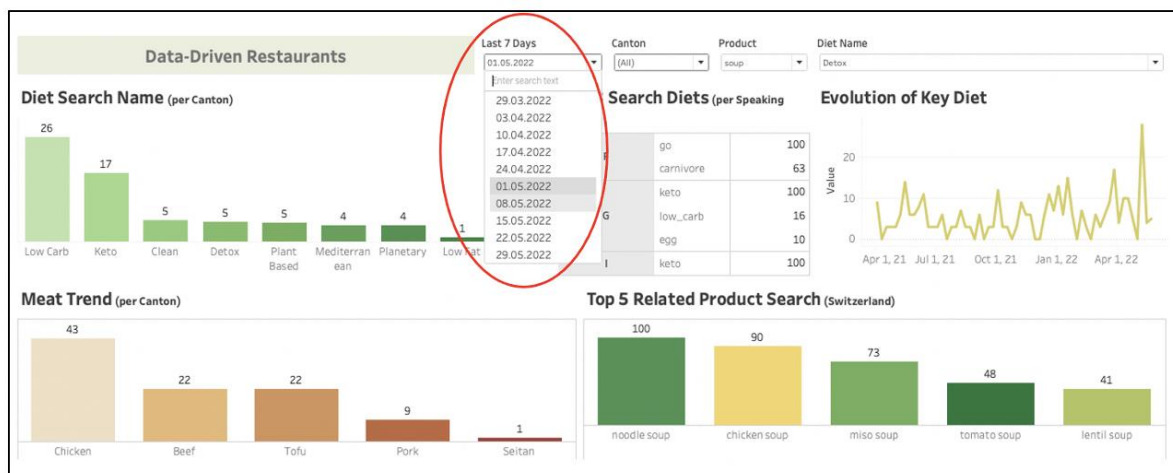 Data-Driven Restaurants
Last 7 Days
01.05.2022
Enter search text
29.03.2022
03.04.2022
10.04.2022
17.04.2022
24.04.2022
01.05.2022
08.05.2022
15.05.2022
22.05.2022
29.05.2022
Canton
(All)
Product
soup
Diet Name
Detox
Diet Search Name (per Canton)
26
17
5
5
5
4
4
1
Low Carb
Keto
Clean
Detox
Plant
Based
Mediterran
ean
Planetary
Low Fat
Search Diets (per Speaking
go 100
carnivore 63
keto 100
G
low_carb 16
egg 10
I
keto 100
Evolution of Key Diet
Value
20
10
0
Apr 1, 21
Jul 1, 21
Oct 1, 21
Jan 1, 22
Apr 1, 22
Meat Trend (per Canton)
43
22
22
9
1
Chicken
Beef
Tofu
Pork
Seitan
Top 5 Related Product Search (Switzerland)
100
90
73
48
41
noodle soup
chicken soup
miso soup
tomato soup
lentil soup